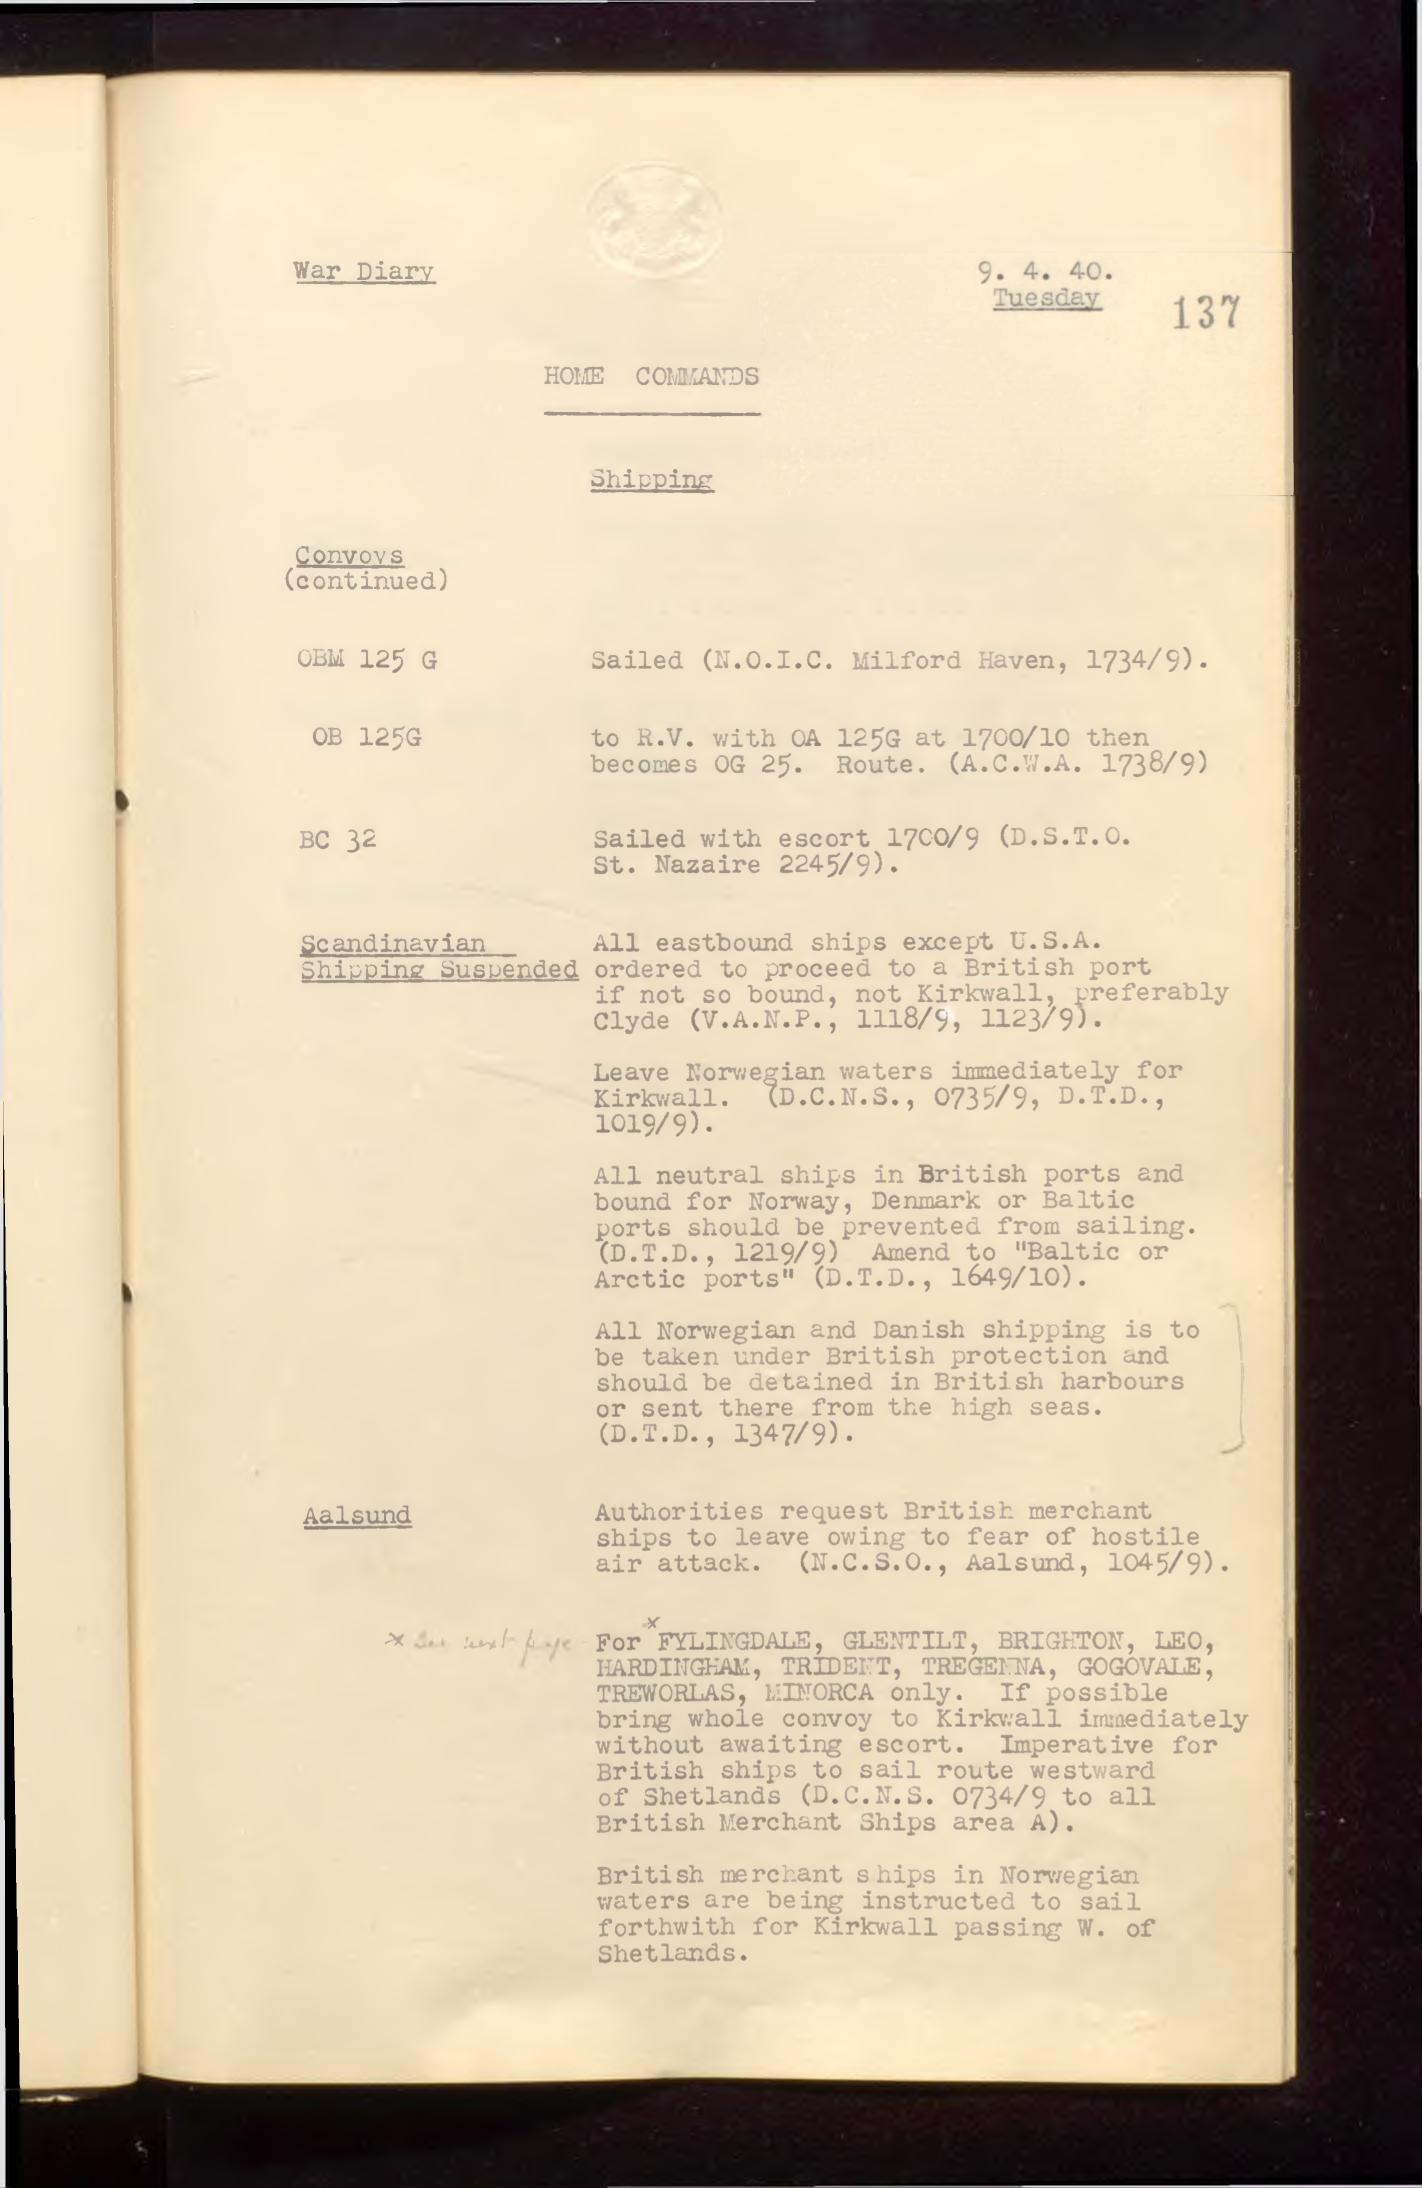 War Diary
9. 4. 40.
Tuesday
137
HOME COMMANDS
Shipping
Convoys
(continued)
OBM 125 G Sailed (N.O.I.C. Milford Haven, 1734/9).
OB 125G to R.V. with OA 125G at 1700/10 then
becomes OG 25. Route. (A.C.W.A. 1738/9)
BC 32 Sailed with escort 1700/9 (D.S.T.O.
St. Nazaire 2245/9).
Scandinavian All eastbound ships except U.S.A.
Shipping Suspended ordered to proceed to a British port
if not so bound, not Kirkwall, preferably
Clyde (V.A.N.P., 1118/9, 1123/9).
Leave Norwegian waters immediately for
Kirkwall. (D.C.N.S., 0735/9, D.T.D.,
1019/9).
All neutral ships in British ports and
bound for Norway, Denmark or Baltic
ports should be prevented from sailing.
(D.T.D., 1219/9) Amend to "Baltic or
Arctic ports" (D.T.D., 1649/10).
All Norwegian and Danish shipping is to
be taken under British protection and
should be detained in British harbours
or sent there from the high seas.
(D.T.D., 1347/9).
Aalsund Authorities request British merchant
ships to leave owing to fear of hostile
air attack. (N.C.S.O., Aalsund, 1045/9).
x See next page For x FYLINGDALE, GLENTILT, BRIGHTON, LEO,
HARDINGHAM, TRIDENT, TREGENNA, GOGOVALE,
TREWORLAS, MINORCA only. If possible
bring whole convoy to Kirkwall immediately
without awaiting escort. Imperative for
British ships to sail route westward
of Shetlands (D.C.N.S. 0734/9 to all
British Merchant Ships area A).
British merchant ships in Norwegian
waters are being instructed to sail
forthwith for Kirkwall passing W. of
Shetlands.